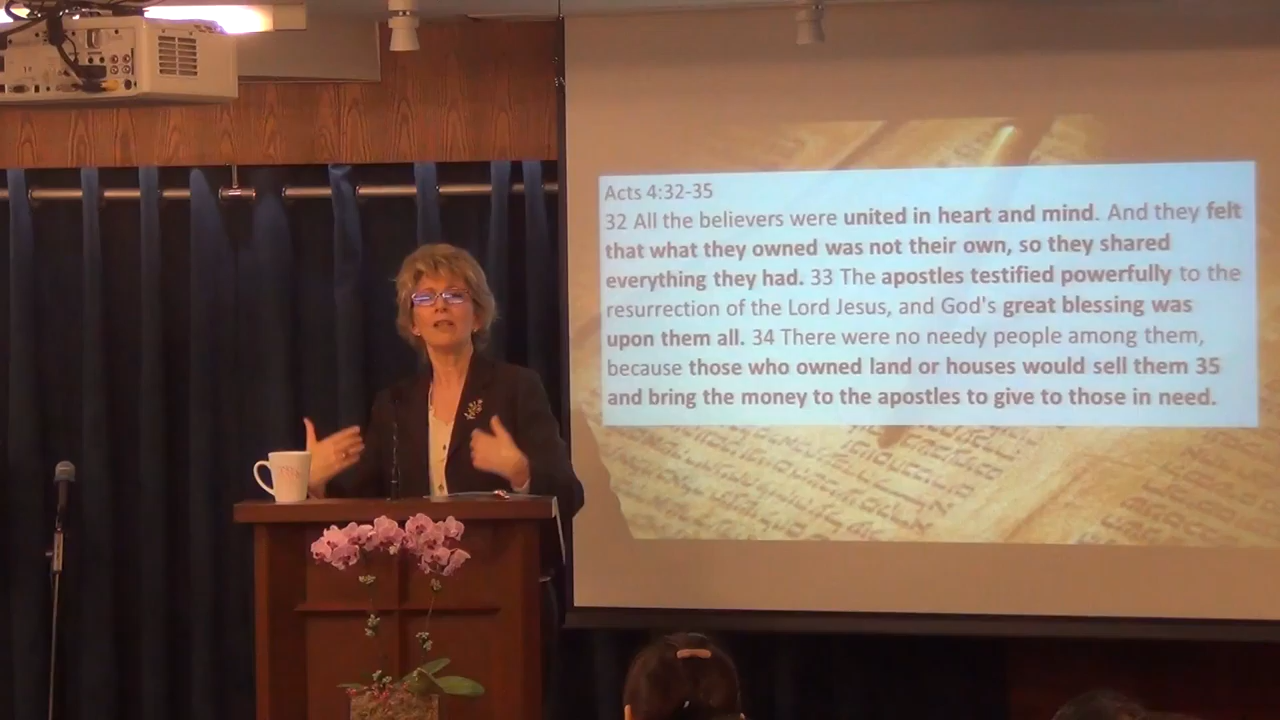 Acts 4:32-35
32 All the believers were united in heart and mind. And they felt
that what they owned was not their own, so they shared
everything they had. 33 The apostles testified powerfully to the
resurrection of the Lord Jesus, and God's great blessing was
upon them all. 34 There were no needy people among them,
because those who owned land or houses would sell them 35
and bring the money to the apostles to give to those in need.